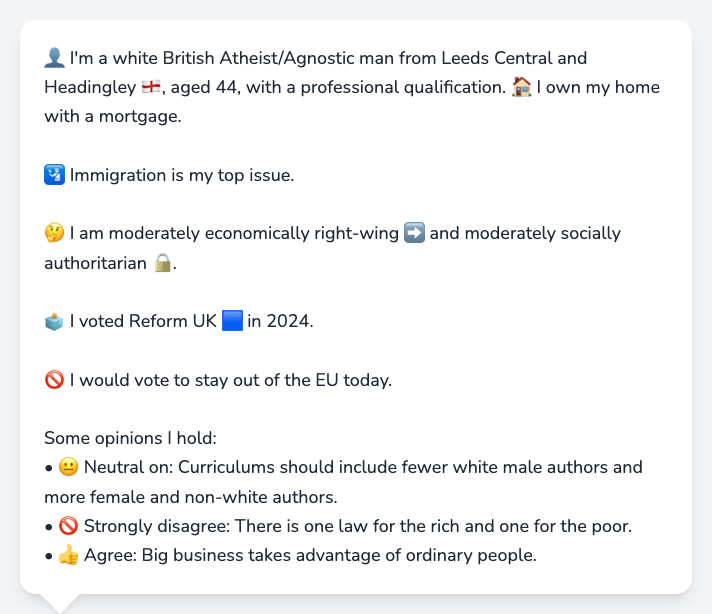 👤 I'm a white British Atheist/Agnostic man from Leeds Central and
Headingley 🏴󠁧󠁢󠁥󠁮󠁧󠁿, aged 44, with a professional qualification. 🏠 I own my home
with a mortgage.
🛂 Immigration is my top issue.
🤔 I am moderately economically right-wing ➡️ and moderately socially
authoritarian 🔒.
🗳️ I voted Reform UK 🟦 in 2024.
🚫 I would vote to stay out of the EU today.
Some opinions I hold:
• 😐 Neutral on: Curriculums should include fewer white male authors and
more female and non-white authors.
• 🚫 Strongly disagree: There is one law for the rich and one for the poor.
• 👍 Agree: Big business takes advantage of ordinary people.